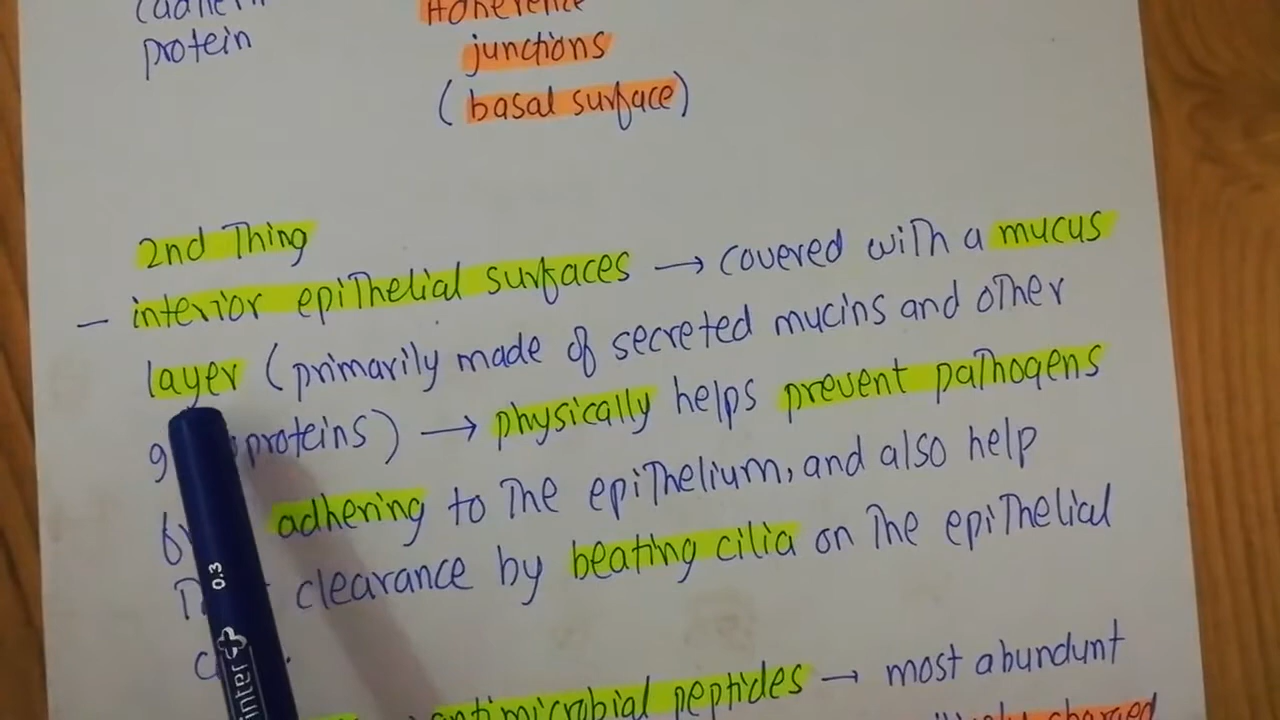 protein
junctions
(basal surface)
2nd Thing
— interior epithelial surfaces → covered with a mucus
layer (primarily made of secreted mucins and other
proteins) → physically helps prevent pathogens
adhering to the epithelium, and also help
clearance by beating cilia on the epithelial
antimicrobial peptides → most abundunt
charged
0.3